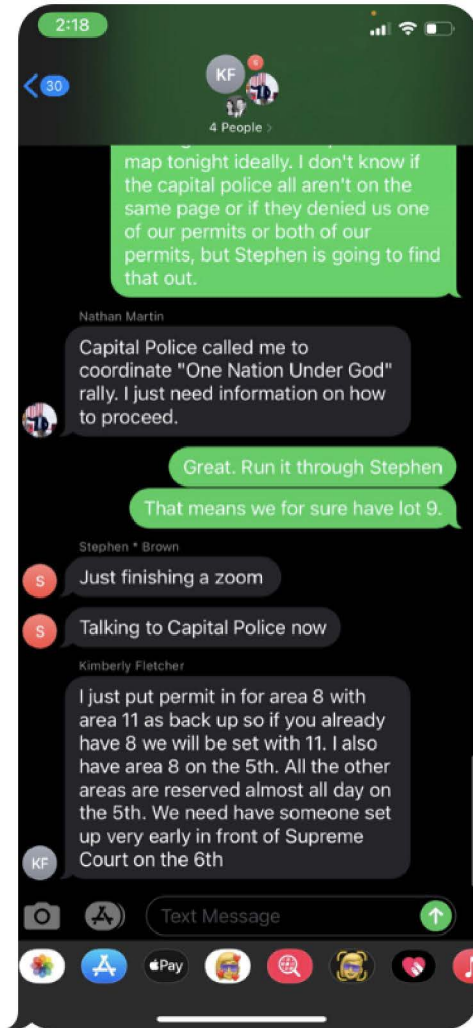 2:18
30
KF
S
4 People >
map tonight ideally. I don't know if
the capital police all aren't on the
same page or if they denied us one
of our permits or both of our
permits, but Stephen is going to find
that out.
Nathan Martin
Capital Police called me to
coordinate "One Nation Under God"
rally. I just need information on how
to proceed.
Great. Run it through Stephen
That means we for sure have lot 9.
Stephen * Brown
S
Just finishing a zoom
S
Talking to Capital Police now
Kimberly Fletcher
I just put permit in for area 8 with
area 11 as back up so if you already
have 8 we will be set with 11. I also
have area 8 on the 5th. All the other
areas are reserved almost all day on
the 5th. We need have someone set
up very early in front of Supreme
Court on the 6th
KF
Text Message
Pay